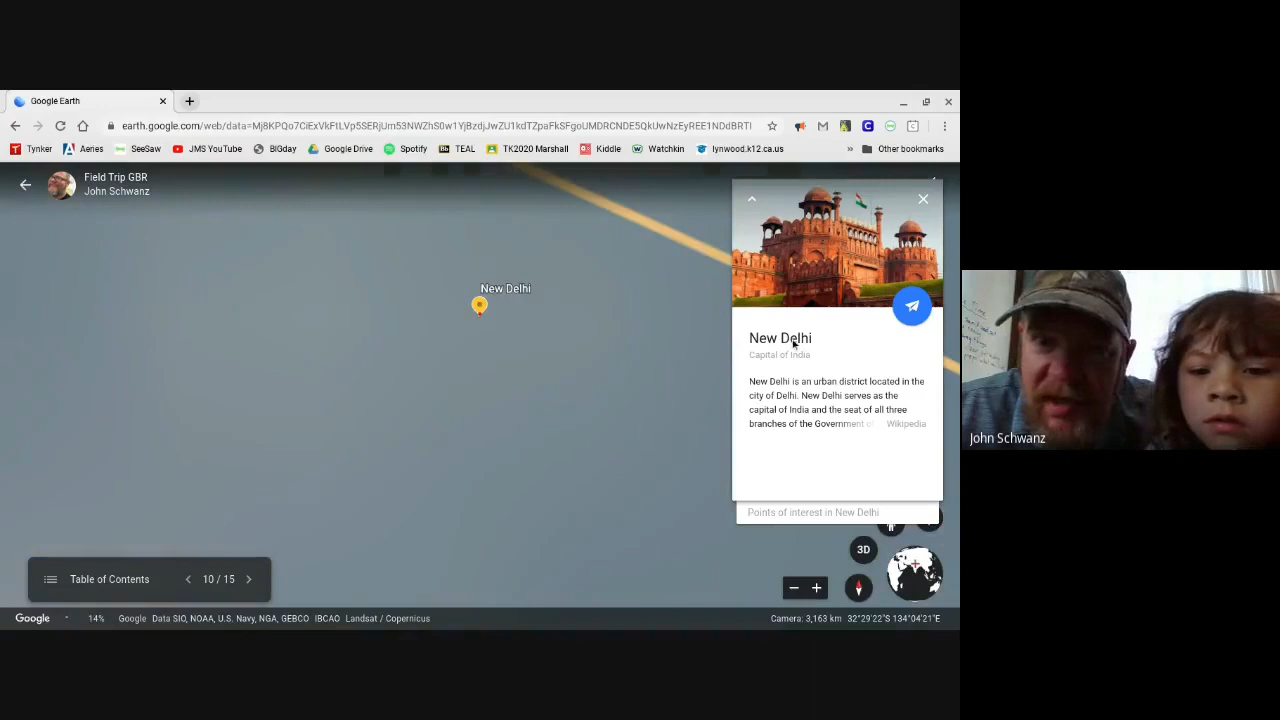 Google Earth
earth.google.com/web/data=Mj8KPQo7CiExVkFtLVp5SERjUm53NWZhS0w1YjBzdjJwZU1kdTZpaFkSFgoUMDRCNDE5QkUwNzEyREE1NDdBRTI
Tynker
Aeries
SeeSaw
JMS YouTube
BIGday
Google Drive
Spotify
Bb TEAL
TK2020 Marshall
Kiddle
Watchkin
lynwood.k12.ca.us
» Other bookmarks
Field Trip GBR
John Schwanz
New Delhi
New Delhi
Capital of India
New Delhi is an urban district located in the
city of Delhi. New Delhi serves as the
capital of India and the seat of all three
branches of the Government of Wikipedia
Points of interest in New Delhi
3D
Table of Contents
10 / 15
Google
14%
Google Data SIO, NOAA, U.S. Navy, NGA, GEBCO IBCAO Landsat / Copernicus
Camera: 3,163 km 32°29'22"S 134°04'21"E
John Schwanz